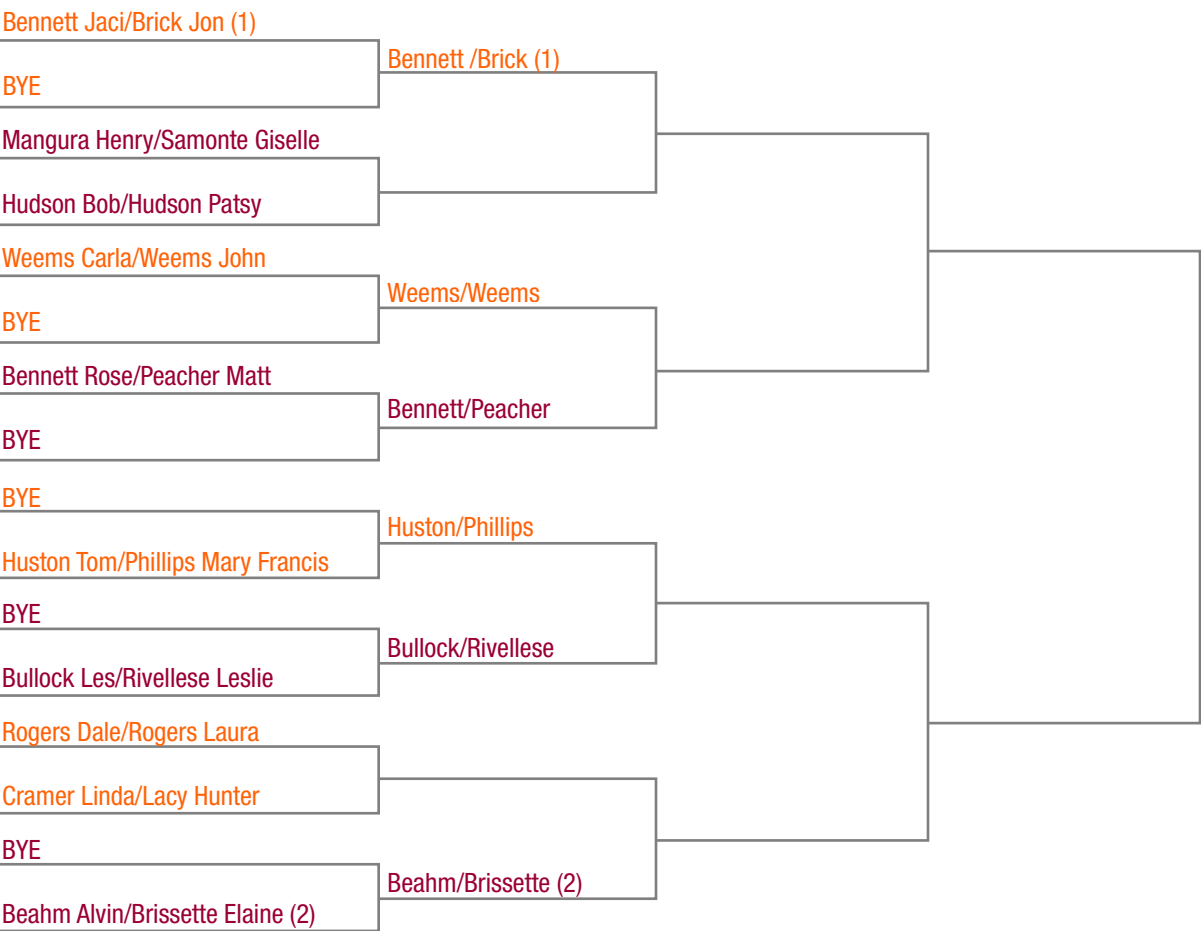 Bennett Jaci/Brick Jon (1)
Bennett /Brick (1)
BYE
Mangura Henry/Samonte Giselle
Hudson Bob/Hudson Patsy
Weems Carla/Weems John
Weems/Weems
BYE
Bennett Rose/Peacher Matt
Bennett/Peacher
BYE
BYE
Huston/Phillips
Huston Tom/Phillips Mary Francis
BYE
Bullock/Rivellese
Bullock Les/Rivellese Leslie
Rogers Dale/Rogers Laura
Cramer Linda/Lacy Hunter
BYE
Beahm/Brissette (2)
Beahm Alvin/Brissette Elaine (2)